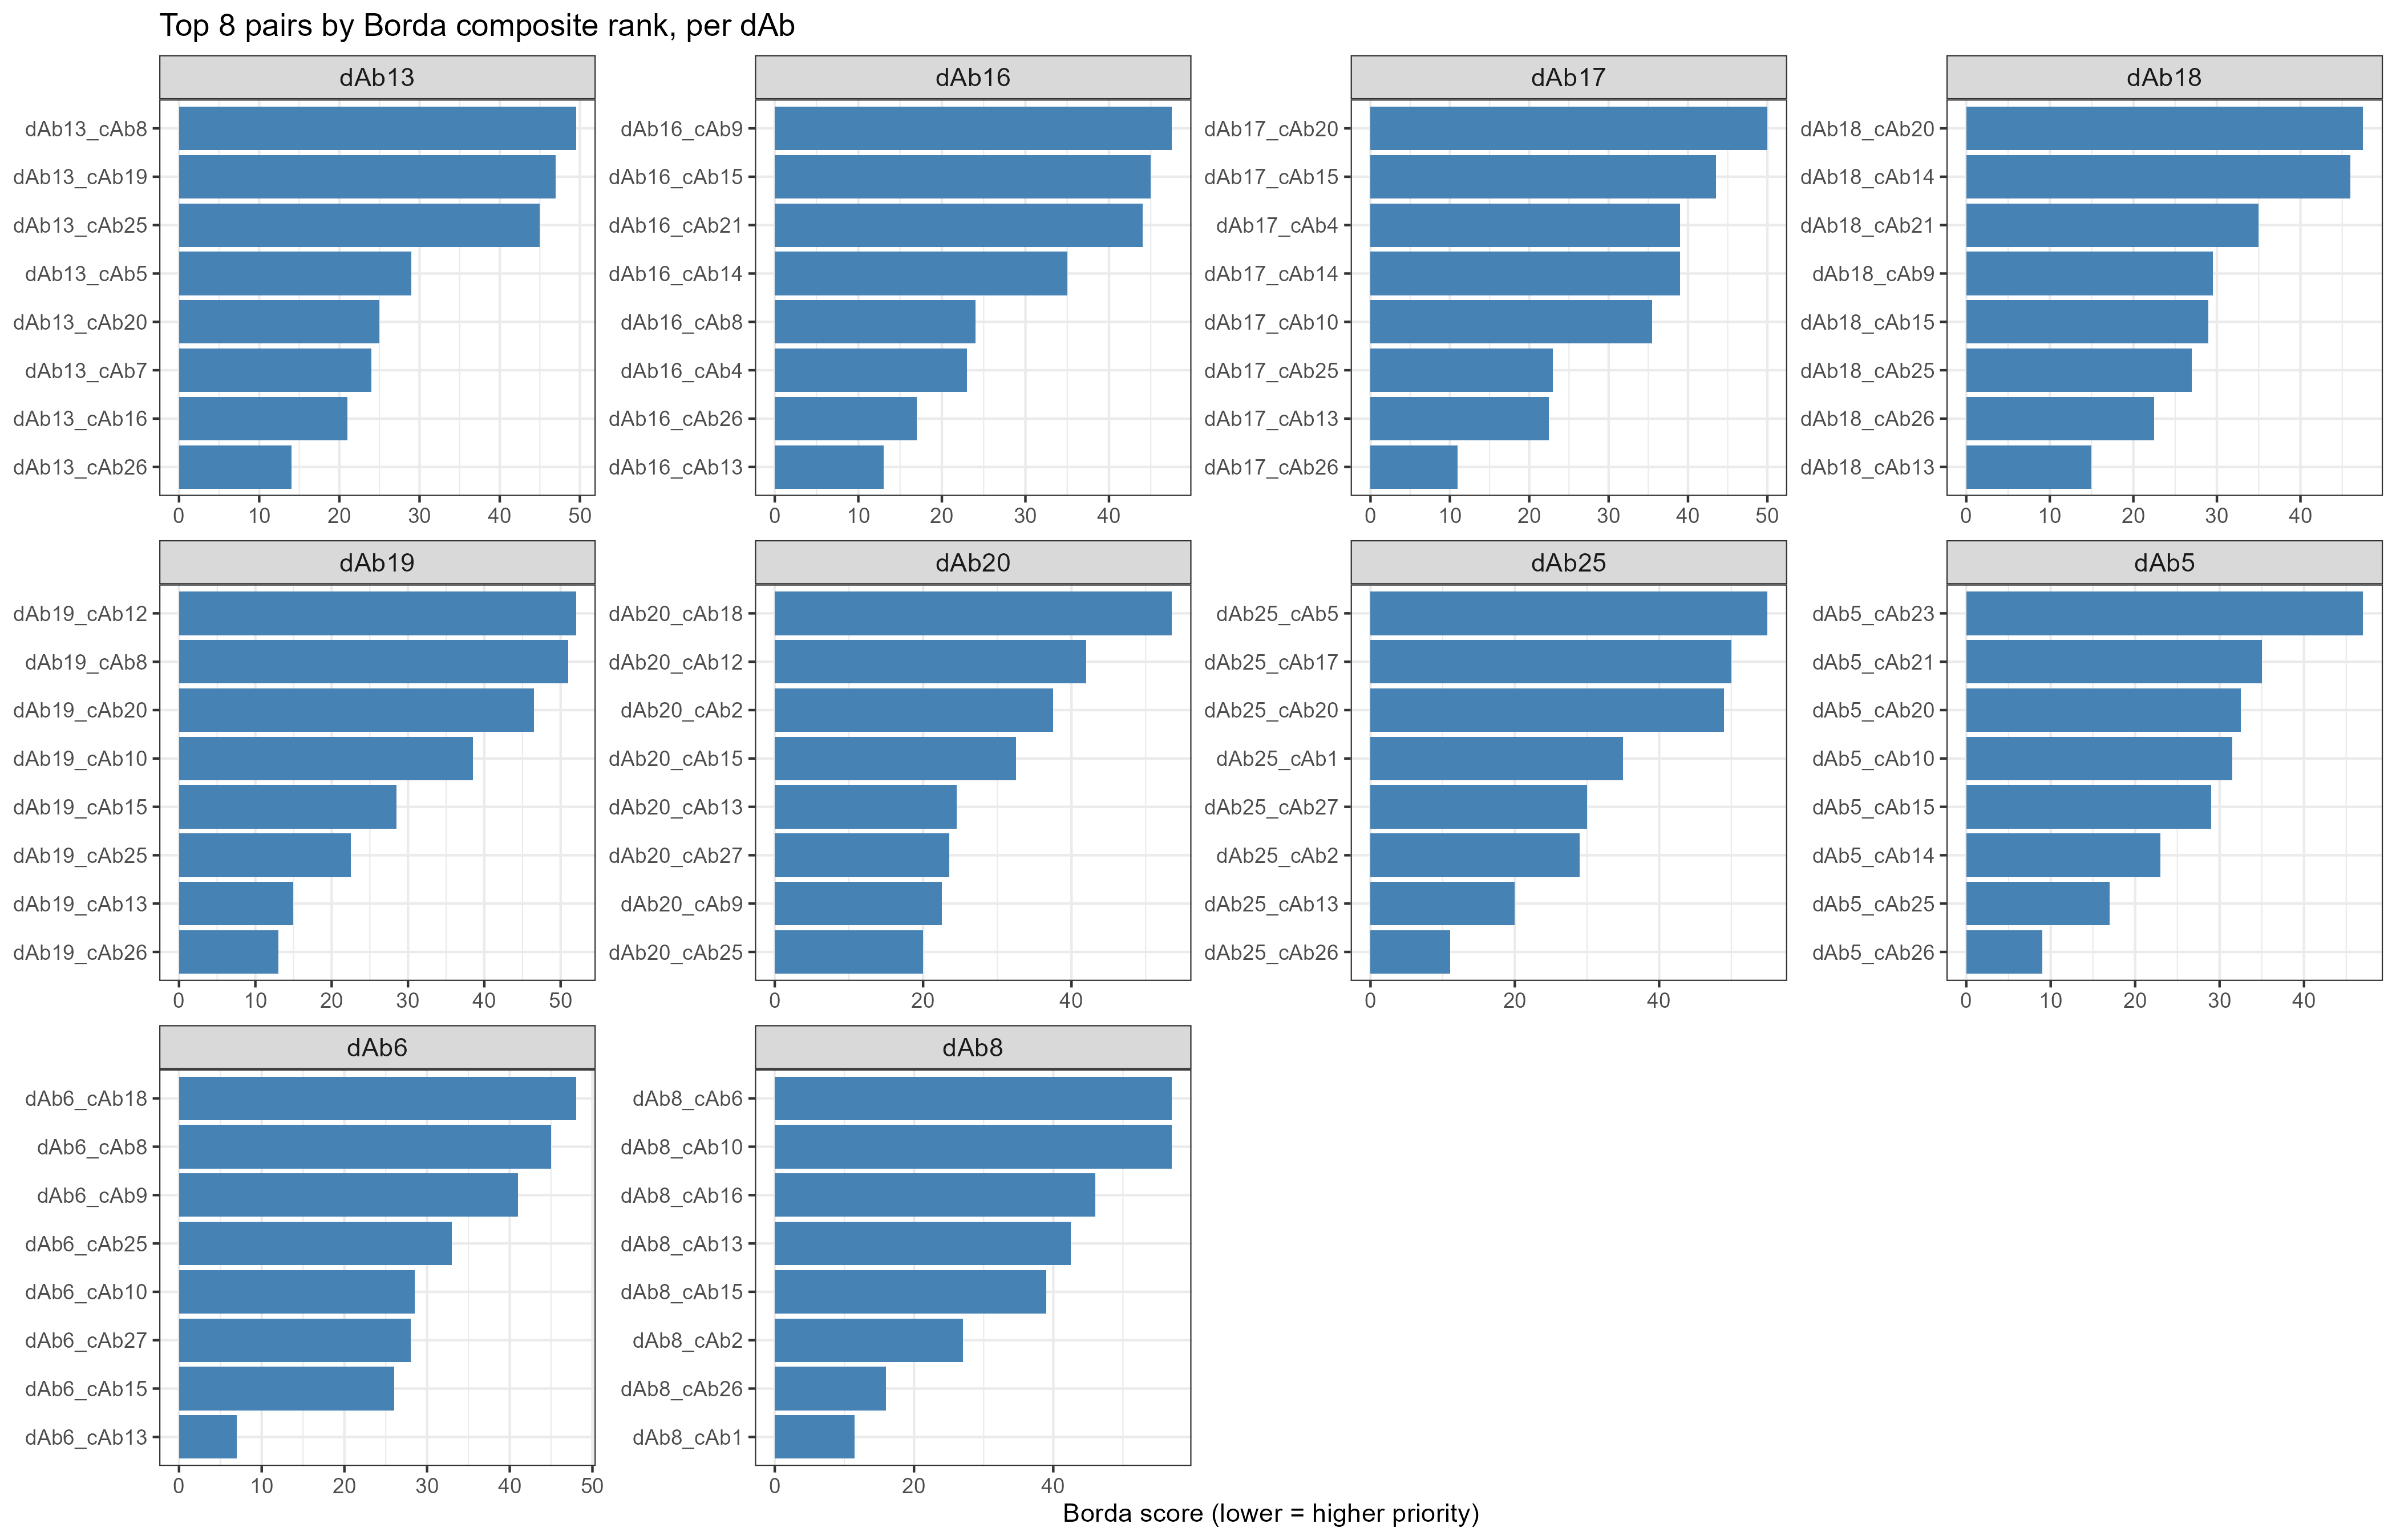 Top 8 pairs by Borda composite rank, per dAb
dAb13
dAb13_cAb8
dAb13_cAb19
dAb13_cAb25
dAb13_cAb5
dAb13_cAb20
dAb13_cAb7
dAb13_cAb16
dAb13_cAb26
0 10 20 30 40 50
dAb16
dAb16_cAb9
dAb16_cAb15
dAb16_cAb21
dAb16_cAb14
dAb16_cAb8
dAb16_cAb4
dAb16_cAb26
dAb16_cAb13
0 10 20 30 40
dAb17
dAb17_cAb20
dAb17_cAb15
dAb17_cAb4
dAb17_cAb14
dAb17_cAb10
dAb17_cAb25
dAb17_cAb13
dAb17_cAb26
0 10 20 30 40 50
dAb18
dAb18_cAb20
dAb18_cAb14
dAb18_cAb21
dAb18_cAb9
dAb18_cAb15
dAb18_cAb25
dAb18_cAb26
dAb18_cAb13
0 10 20 30 40
dAb19
dAb19_cAb12
dAb19_cAb8
dAb19_cAb20
dAb19_cAb10
dAb19_cAb15
dAb19_cAb25
dAb19_cAb13
dAb19_cAb26
0 10 20 30 40 50
dAb20
dAb20_cAb18
dAb20_cAb12
dAb20_cAb2
dAb20_cAb15
dAb20_cAb13
dAb20_cAb27
dAb20_cAb9
dAb20_cAb25
0 20 40
dAb25
dAb25_cAb5
dAb25_cAb17
dAb25_cAb20
dAb25_cAb1
dAb25_cAb27
dAb25_cAb2
dAb25_cAb13
dAb25_cAb26
0 20 40
dAb5
dAb5_cAb23
dAb5_cAb21
dAb5_cAb20
dAb5_cAb10
dAb5_cAb15
dAb5_cAb14
dAb5_cAb25
dAb5_cAb26
0 10 20 30 40
dAb6
dAb6_cAb18
dAb6_cAb8
dAb6_cAb9
dAb6_cAb25
dAb6_cAb10
dAb6_cAb27
dAb6_cAb15
dAb6_cAb13
0 10 20 30 40 50
dAb8
dAb8_cAb6
dAb8_cAb10
dAb8_cAb16
dAb8_cAb13
dAb8_cAb15
dAb8_cAb2
dAb8_cAb26
dAb8_cAb1
0 20 40
Borda score (lower = higher priority)